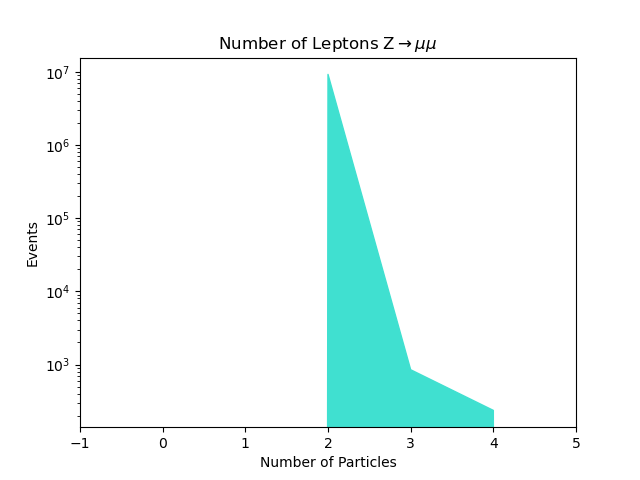 Number of Leptons Z → μμ
10⁷
10⁶
10⁵
10⁴
10³
Events
−1 0 1 2 3 4 5
Number of Particles